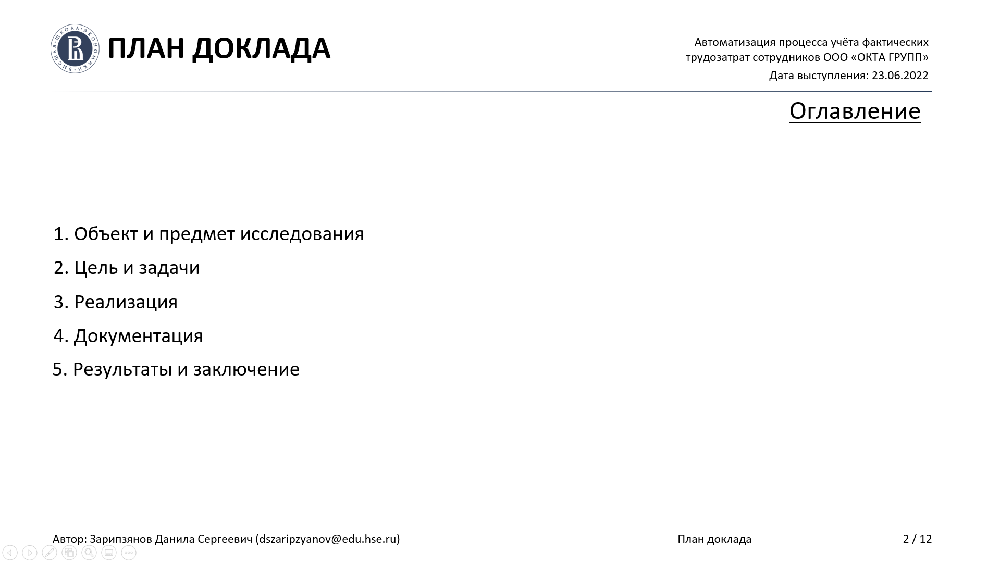 ВЫСШАЯ ШКОЛА ЭКОНОМИКИ
ПЛАН ДОКЛАДА
Автоматизация процесса учёта фактических
трудозатрат сотрудников ООО «ОКТА ГРУПП»
Дата выступления: 23.06.2022
Оглавление
1. Объект и предмет исследования
2. Цель и задачи
3. Реализация
4. Документация
5. Результаты и заключение
Автор: Зарипзянов Данила Сергеевич (dszaripzyanov@edu.hse.ru)
План доклада
2 / 12